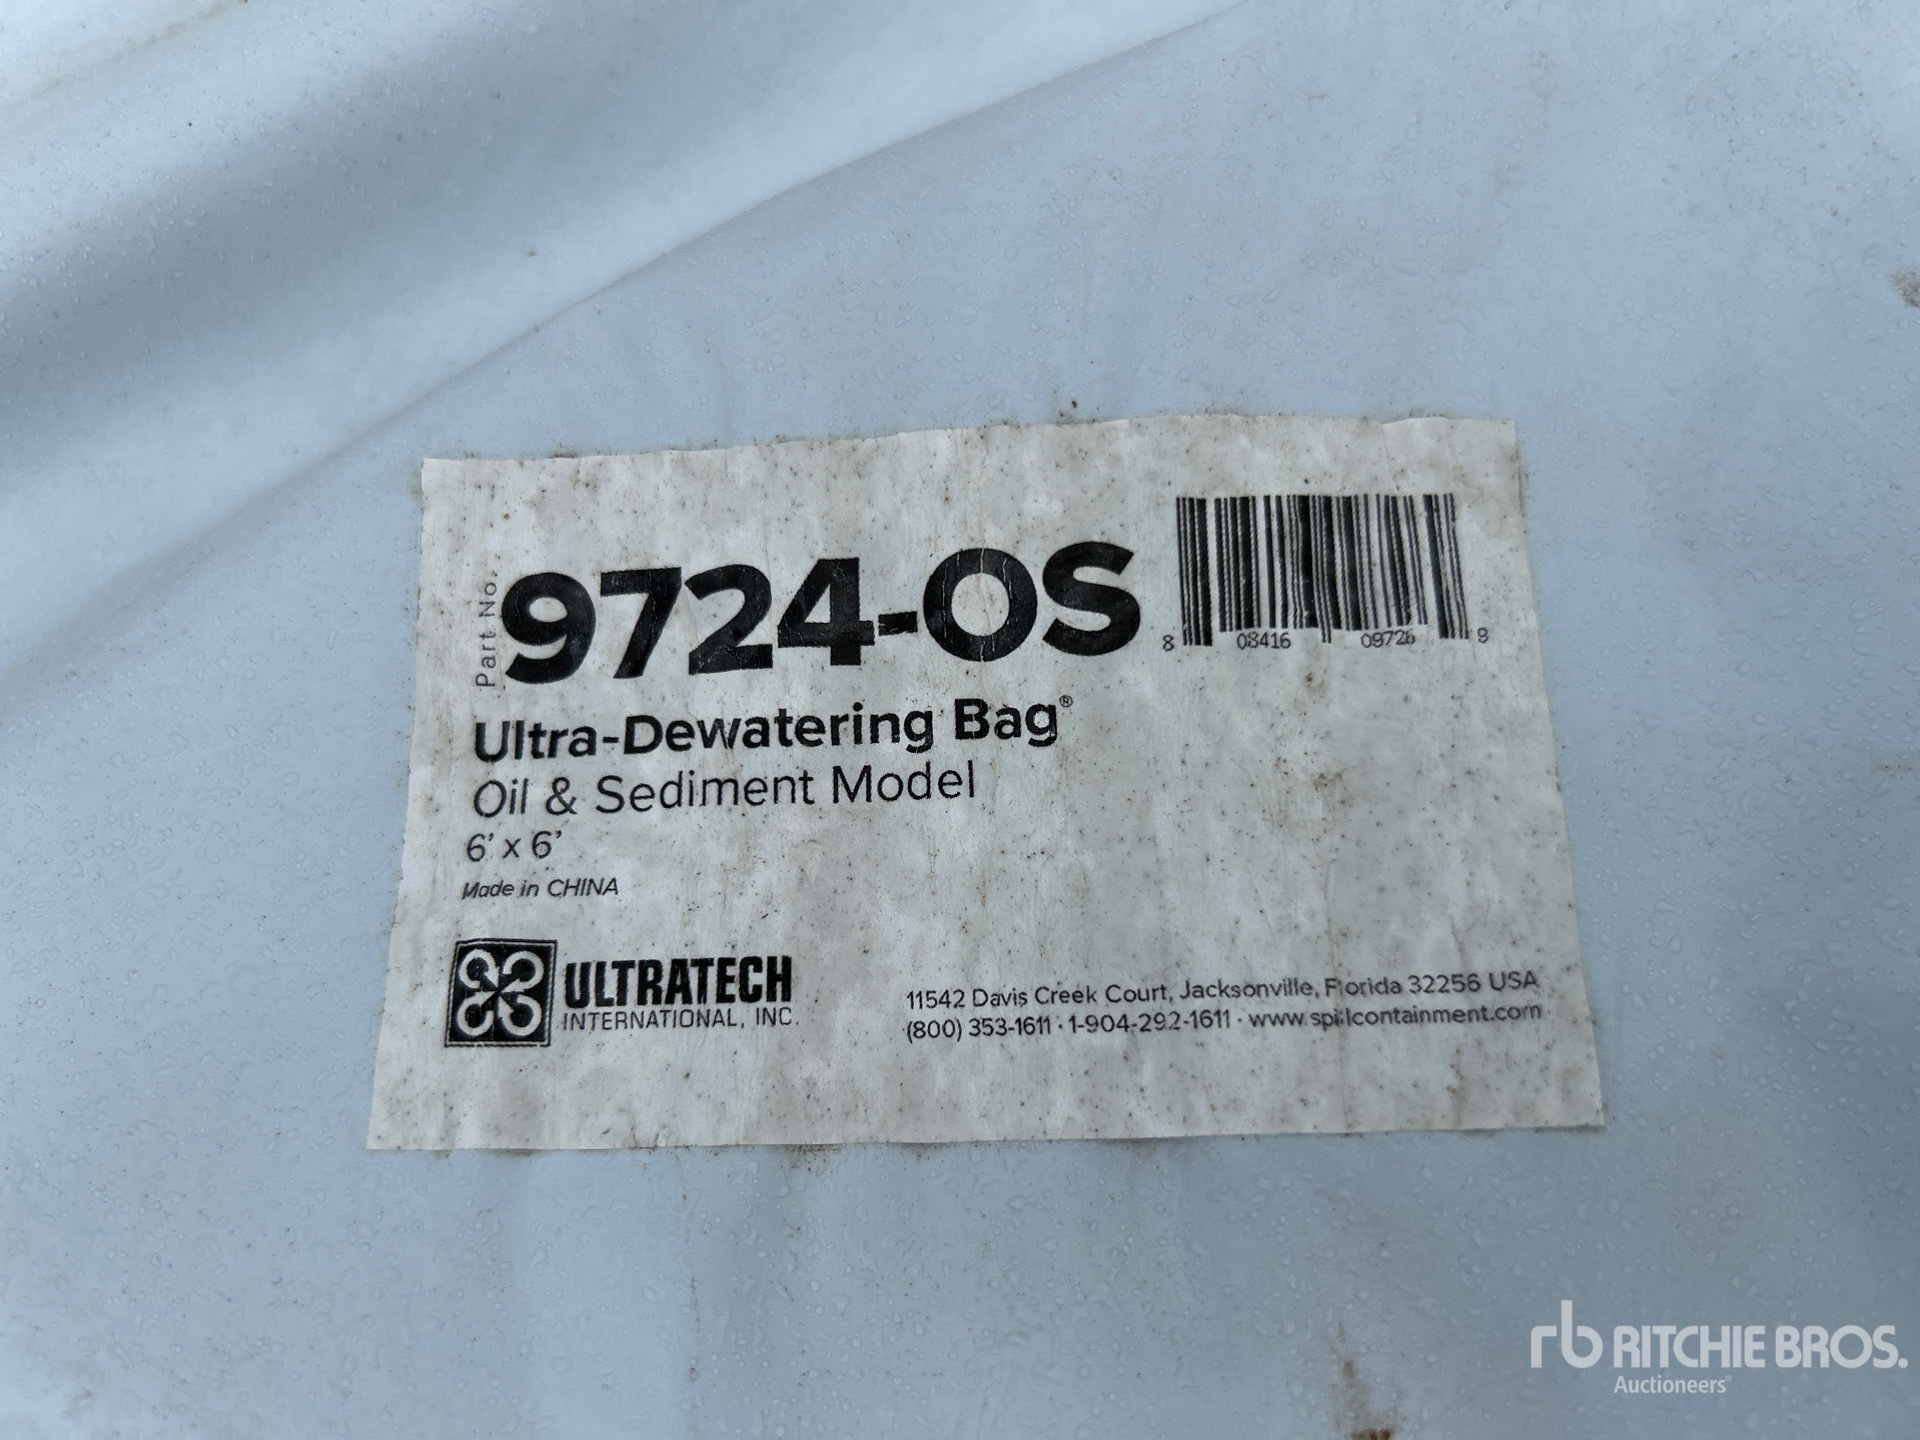 Part No.
9724-OS
8 08416 09726 9
Ultra-Dewatering Bag®
Oil & Sediment Model
6' x 6'
Made in CHINA
ULTRATECH
INTERNATIONAL, INC.
11542 Davis Creek Court, Jacksonville, Florida 32256 USA
(800) 353-1611 · 1-904-292-1611 · www.spillcontainment.com
rb RITCHIE BROS.
Auctioneers